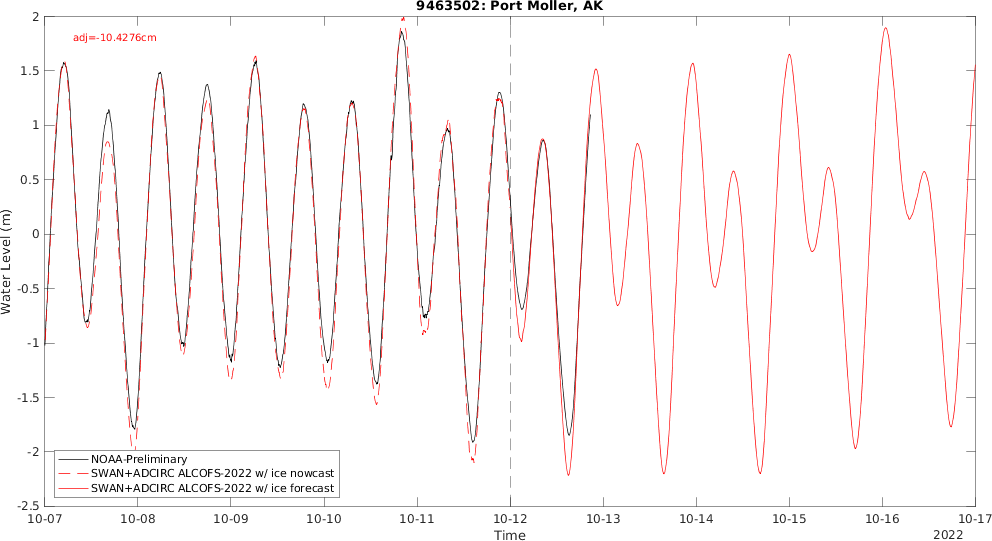 9463502: Port Moller, AK
adj=-10.4276cm
Water Level (m)
2
1.5
1
0.5
0
-0.5
-1
-1.5
-2
-2.5
NOAA-Preliminary
SWAN+ADCIRC ALCOFS-2022 w/ ice nowcast
SWAN+ADCIRC ALCOFS-2022 w/ ice forecast
10-07 10-08 10-09 10-10 10-11 10-12 10-13 10-14 10-15 10-16 10-17
Time
2022